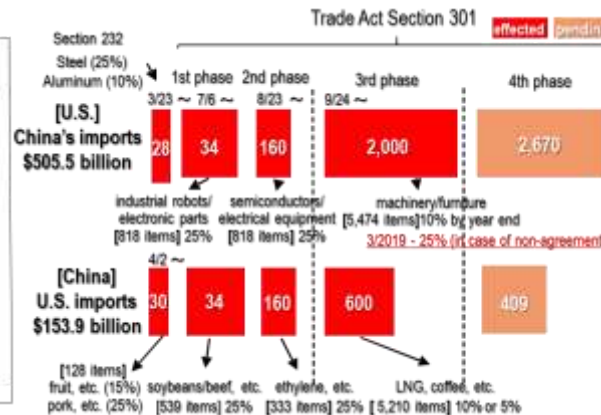 Trade Act Section 301
effected pending
Section 232
Steel (25%)
Aluminum (10%)
1st phase 2nd phase 3rd phase 4th phase
3/23 ~ 7/6 ~ 8/23 ~ 9/24 ~
[U.S.]
China's imports
$505.5 billion
28 34 160 2,000 2,670
industrial robots/
electronic parts
[818 items] 25%
semiconductors/
electrical equipment
[818 items] 25%
machinery/furniture
[5,474 items]10% by year end
3/2019 - 25% (in case of non-agreement
4/2 ~
[China]
U.S. imports
$153.9 billion
30 34 160 600 409
[128 items]
fruit, etc. (15%)
pork, etc. (25%)
soybeans/beef, etc.
[539 items] 25%
ethylene, etc.
[333 items] 25%
LNG, coffee, etc.
[ 5,210 items] 10% or 5%